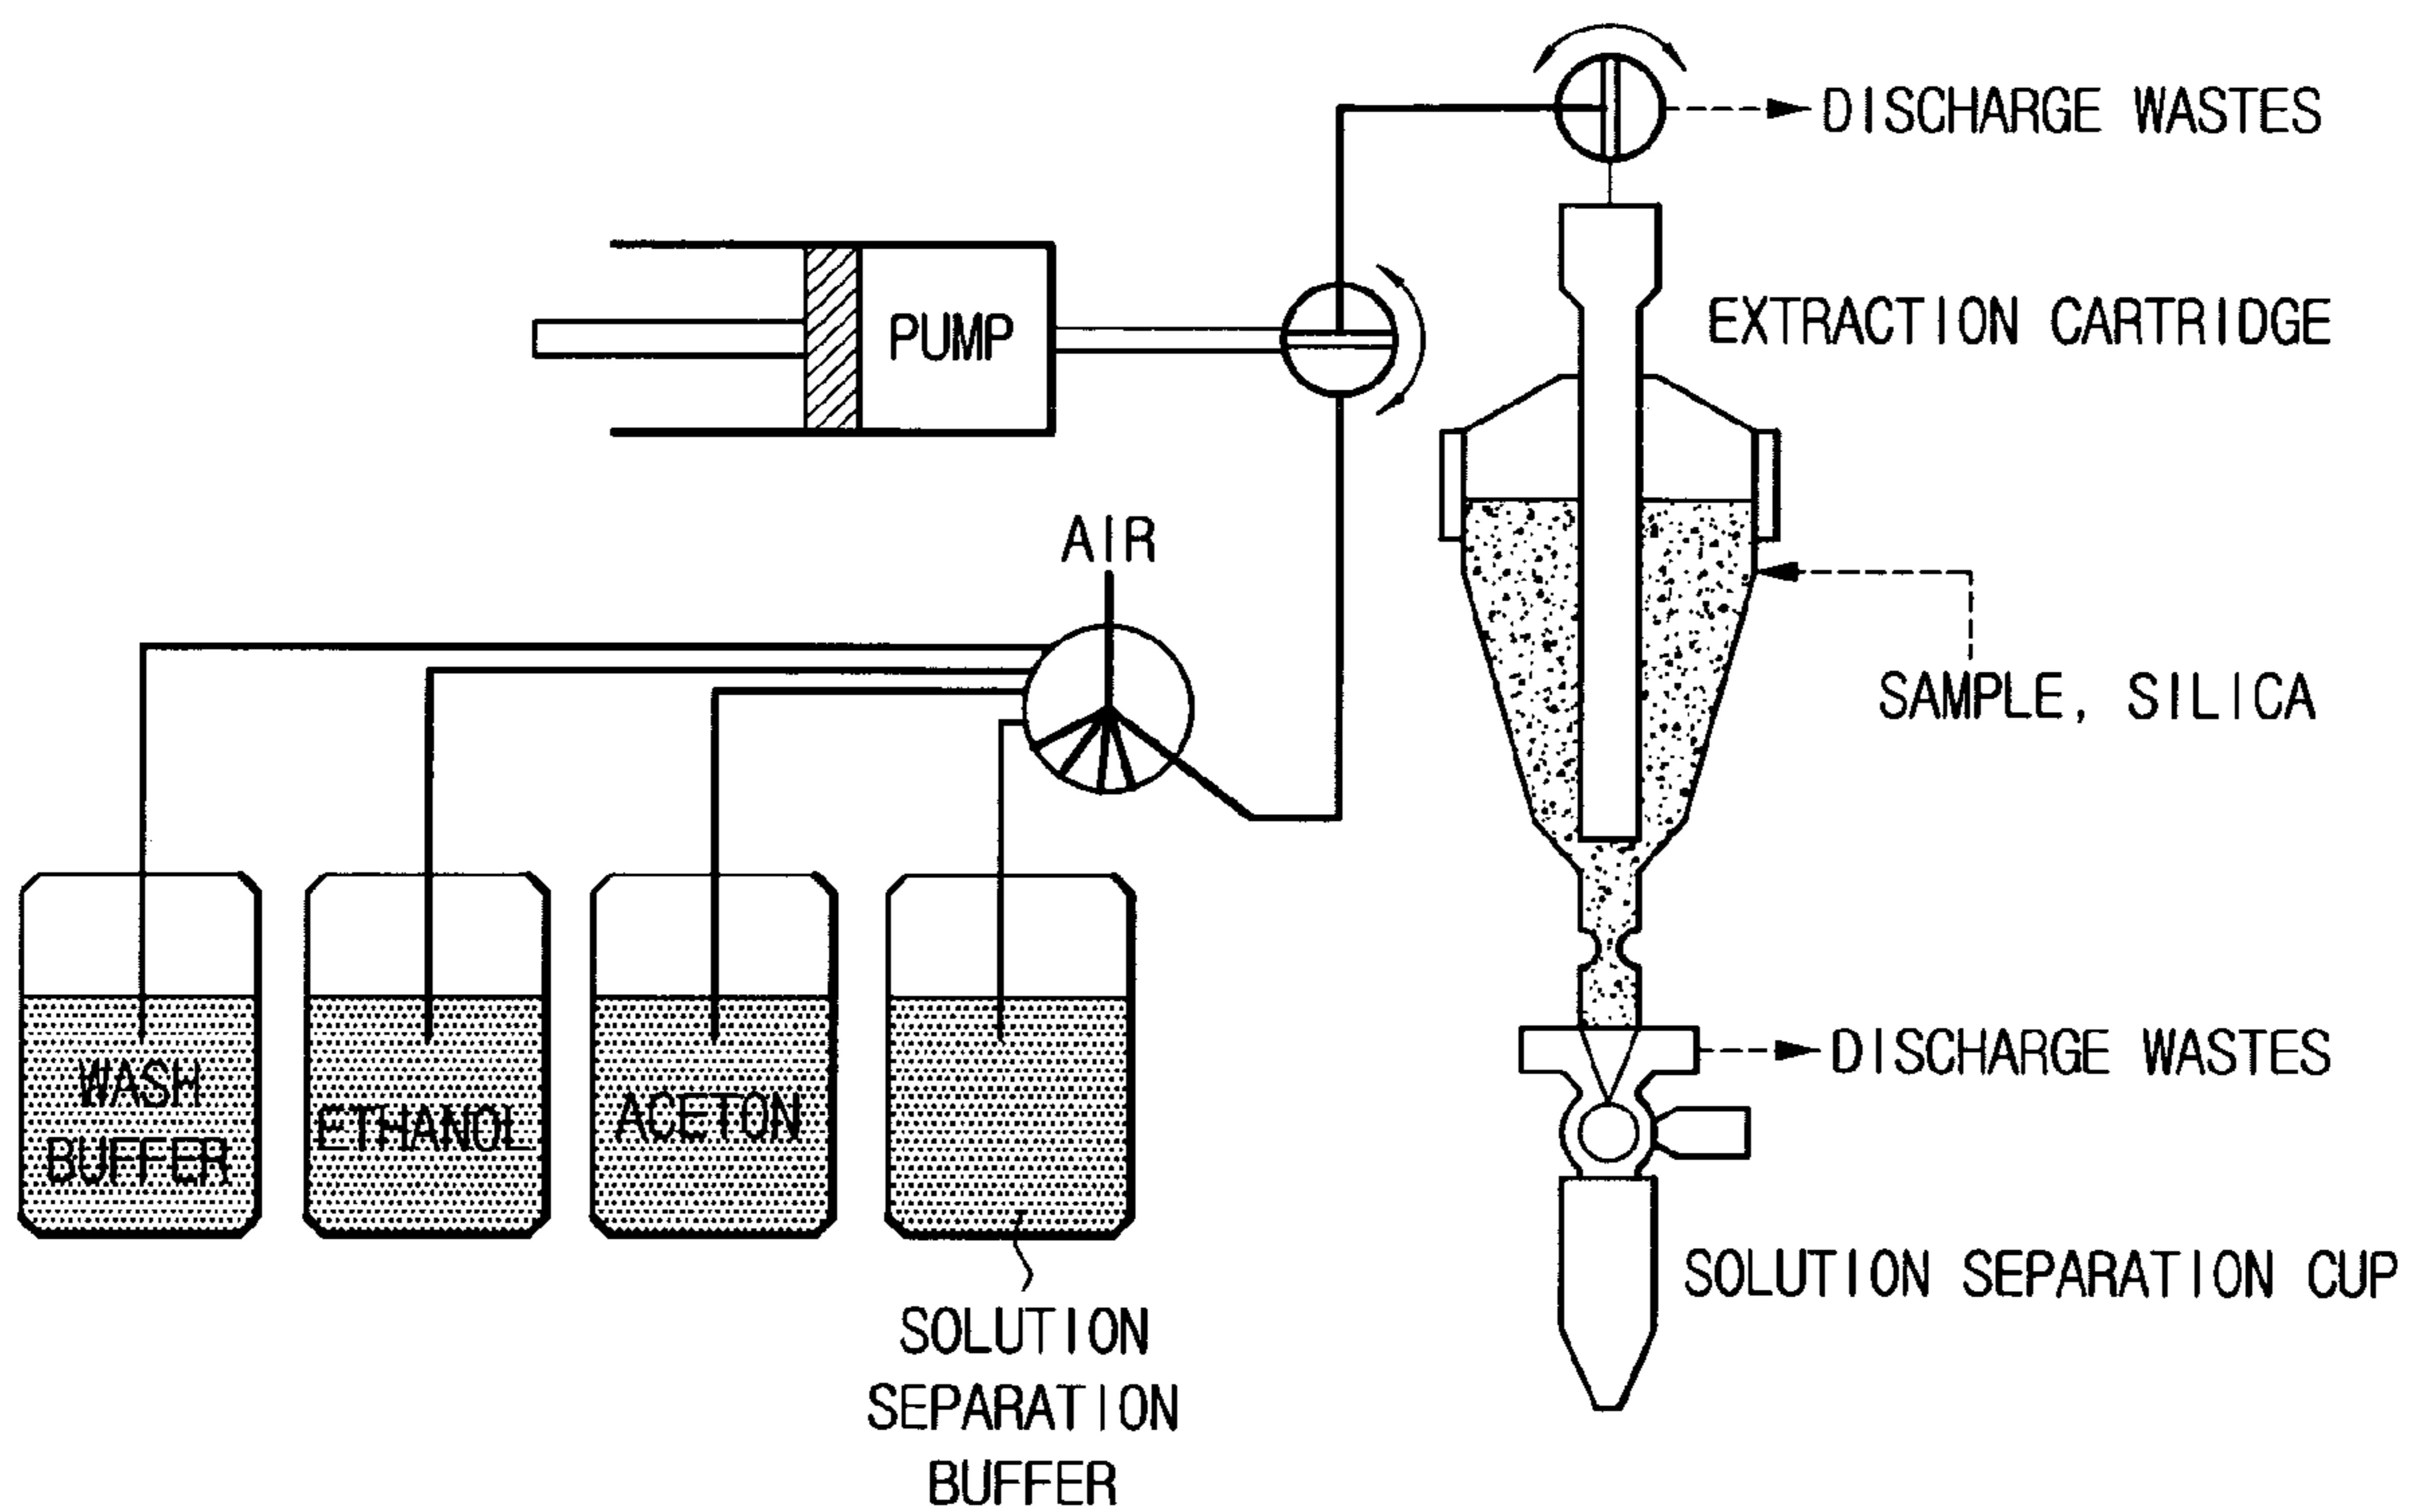 DISCHARGE WASTES
PUMP
EXTRACTION CARTRIDGE
AIR
SAMPLE, SILICA
WASH
BUFFER
ETHANOL
ACETON
DISCHARGE WASTES
SOLUTION SEPARATION CUP
SOLUTION
SEPARATION
BUFFER